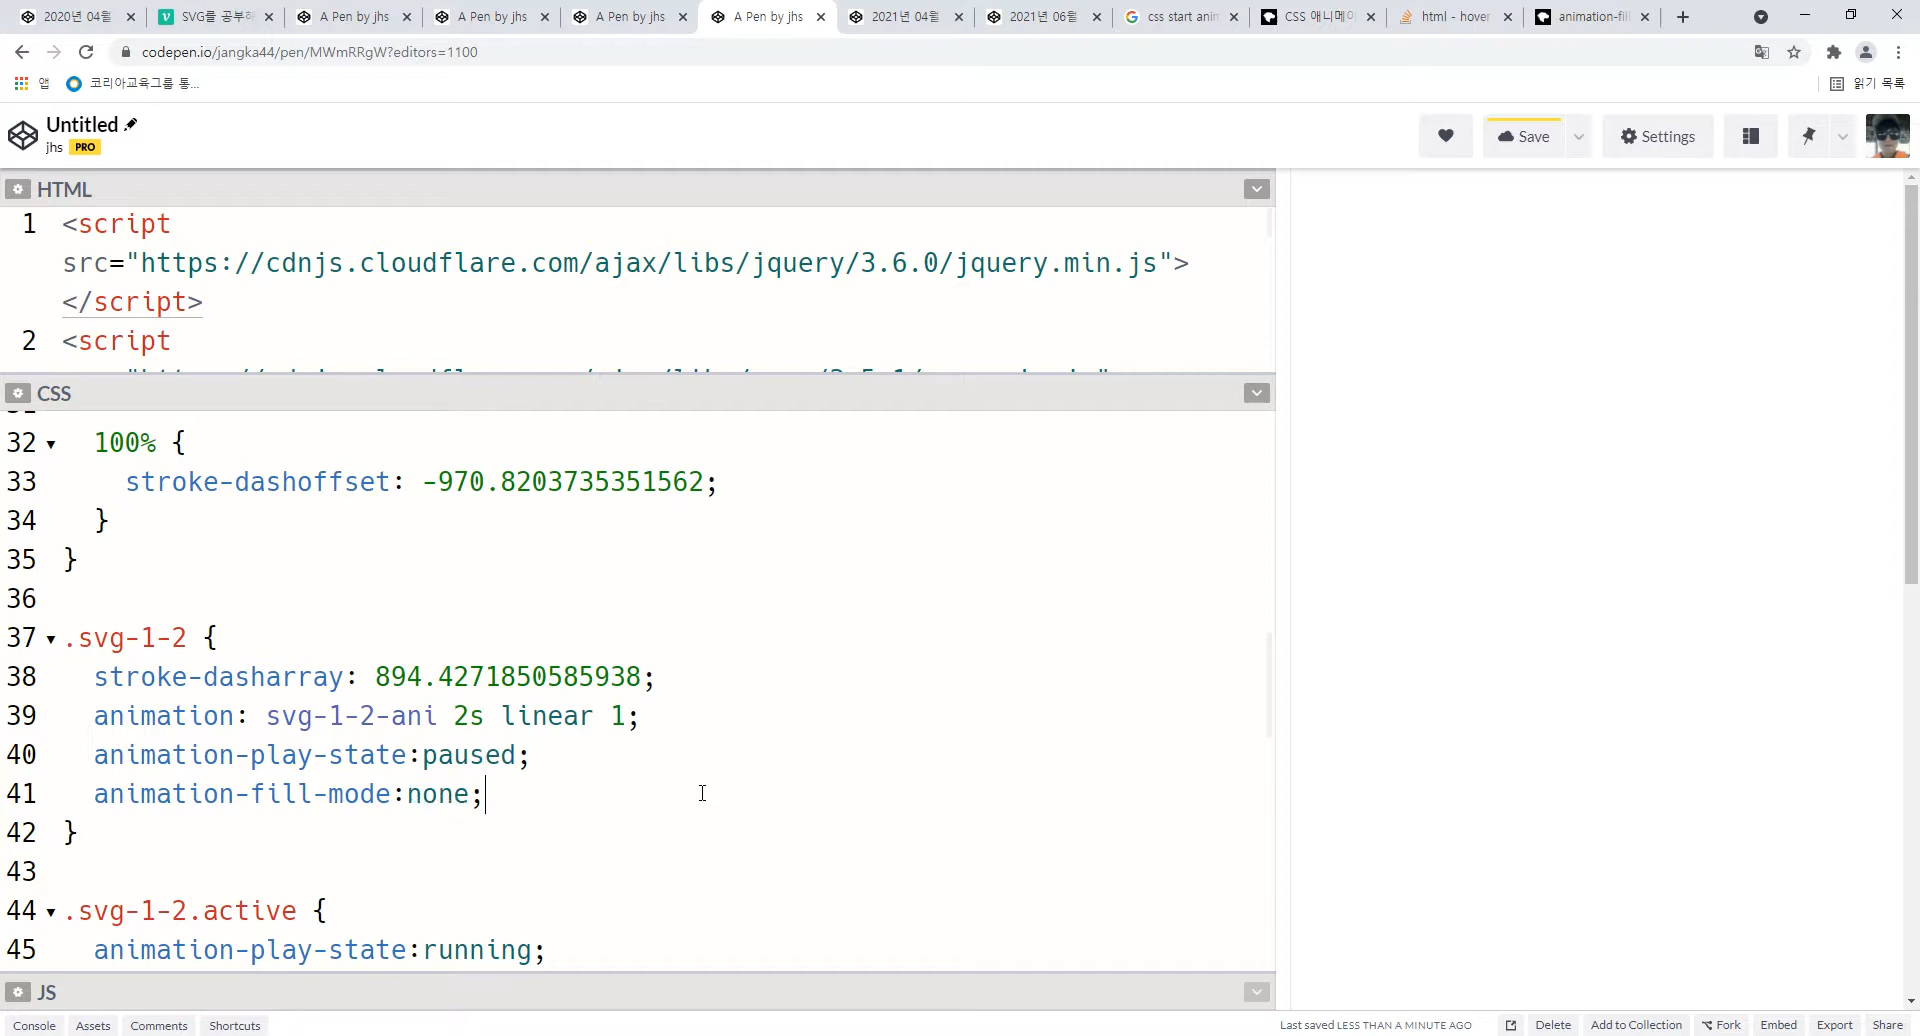 2020년 04월
SVG를 공부하
A Pen by jhs
A Pen by jhs
A Pen by jhs
A Pen by jhs
2021년 04월
2021년 06월
css start anin
CSS 애니메이
html - hover
animation-fil
codepen.io/jangka44/pen/MWmRRgW?editors=1100
앱
코리아교육그룹 통...
읽기 목록
Untitled
jhs PRO
Save
Settings
HTML
1 <script
src="https://cdnjs.cloudflare.com/ajax/libs/jquery/3.6.0/jquery.min.js">
</script>
2 <script
CSS
32 100% {
33 stroke-dashoffset: -970.8203735351562;
34 }
35 }
36
37 .svg-1-2 {
38 stroke-dasharray: 894.4271850585938;
39 animation: svg-1-2-ani 2s linear 1;
40 animation-play-state:paused;
41 animation-fill-mode:none;
42 }
43
44 .svg-1-2.active {
45 animation-play-state:running;
JS
Console
Assets
Comments
Shortcuts
Last saved LESS THAN A MINUTE AGO
Delete
Add to Collection
Fork
Embed
Export
Share